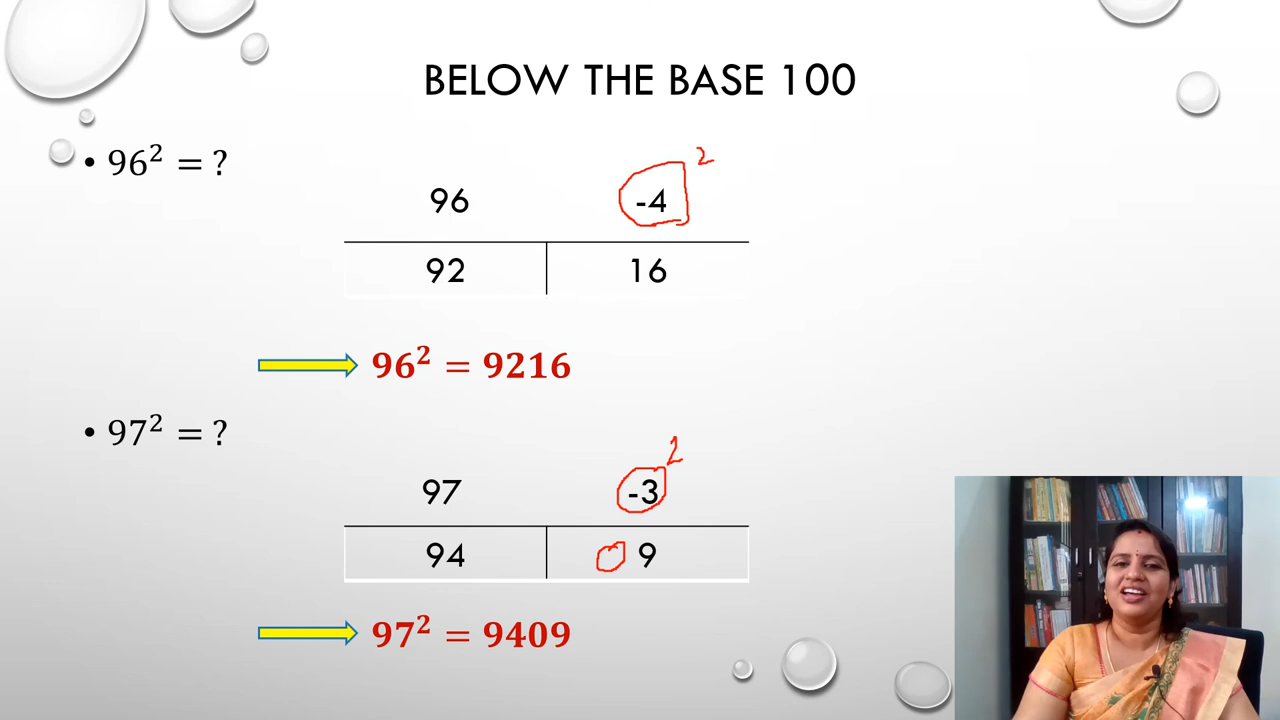 BELOW THE BASE 100
• 96² = ?
2
96 -4
92 16
96² = 9216
• 97² = ?
2
97 -3
94 0 9
97² = 9409